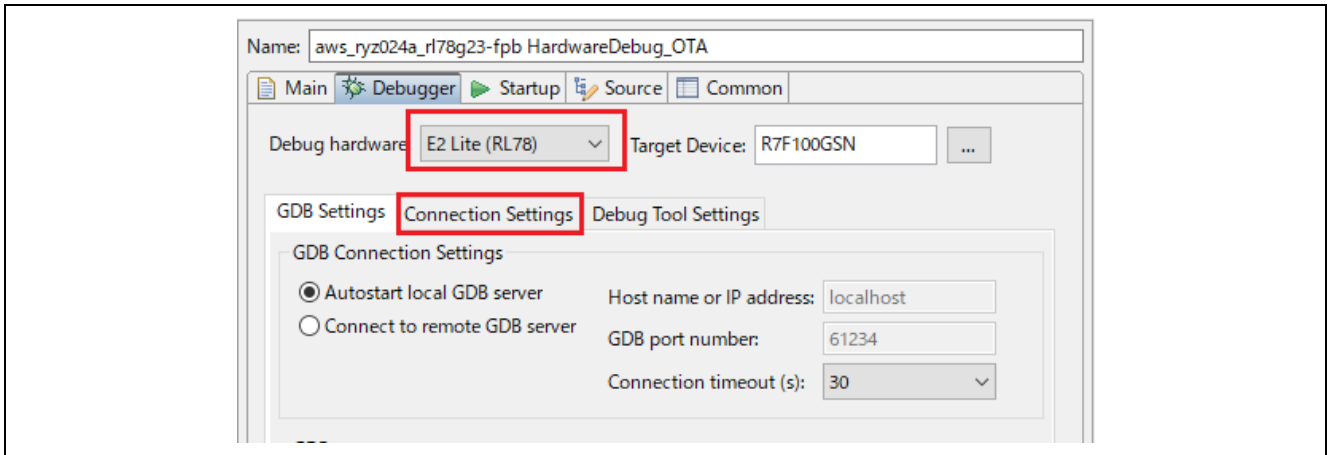 Name: aws_ryz024a_rl78g23-fpb HardwareDebug_OTA
Main Debugger Startup Source Common
Debug hardware E2 Lite (RL78) Target Device: R7F100GSN ...
GDB Settings Connection Settings Debug Tool Settings
GDB Connection Settings
Autostart local GDB server Host name or IP address: localhost
Connect to remote GDB server GDB port number: 61234
Connection timeout (s): 30